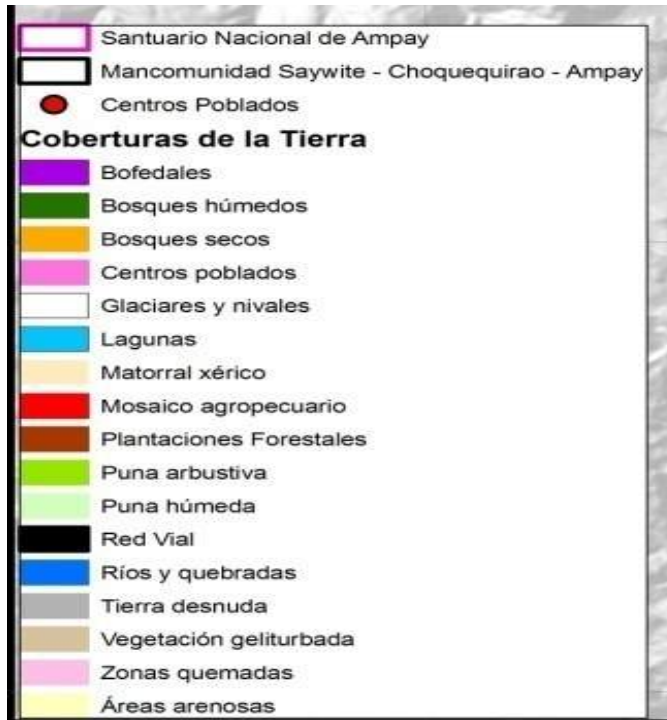 Santuario Nacional de Ampay
Mancomunidad Saywite - Choquequirao - Ampay
Centros Poblados
Coberturas de la Tierra
Bofedales
Bosques húmedos
Bosques secos
Centros poblados
Glaciares y nivales
Lagunas
Matorral xérico
Mosaico agropecuario
Plantaciones Forestales
Puna arbustiva
Puna húmeda
Red Vial
Ríos y quebradas
Tierra desnuda
Vegetación geliturbada
Zonas quemadas
Áreas arenosas